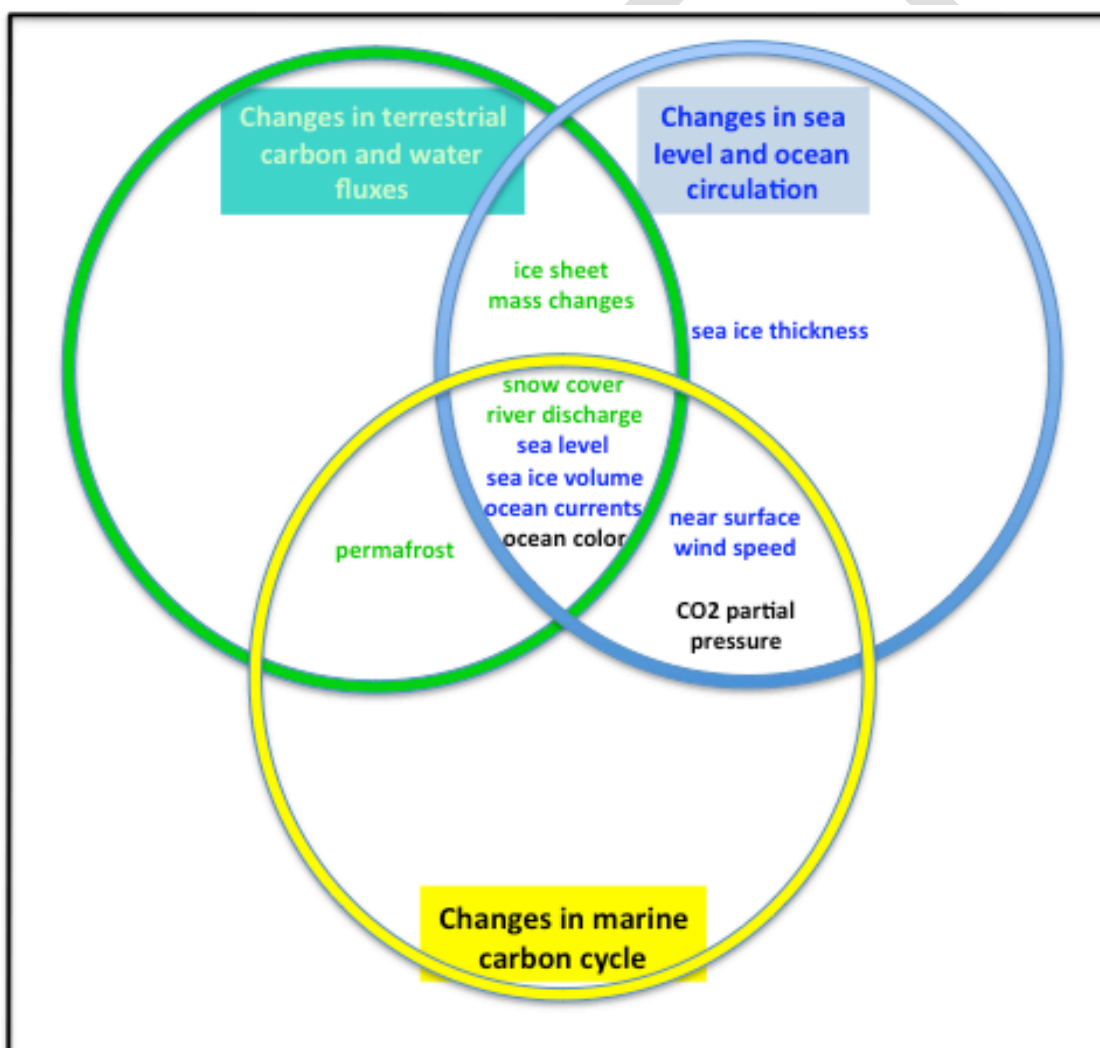 Changes in terrestrial
carbon and water
fluxes
Changes in sea
level and ocean
circulation
ice sheet
mass changes
sea ice thickness
snow cover
river discharge
sea level
sea ice volume
ocean currents
ocean color
near surface
wind speed
permafrost
CO2 partial
pressure
Changes in marine
carbon cycle